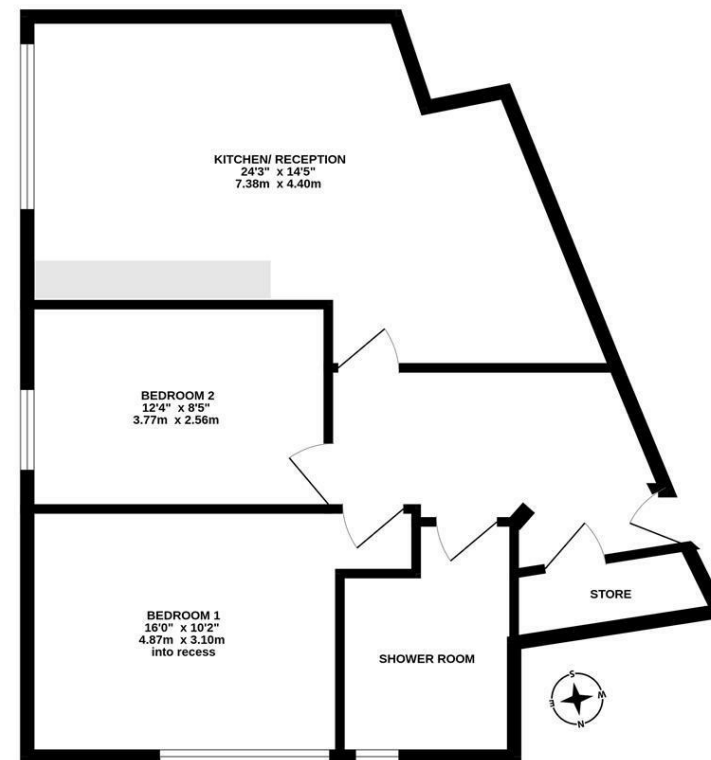 KITCHEN/ RECEPTION
24'3" x 14'5"
7.38m x 4.40m
BEDROOM 2
12'4" x 8'5"
3.77m x 2.56m
BEDROOM 1
16'0" x 10'2"
4.87m x 3.10m
into recess
SHOWER ROOM
STORE
S
E
W
N